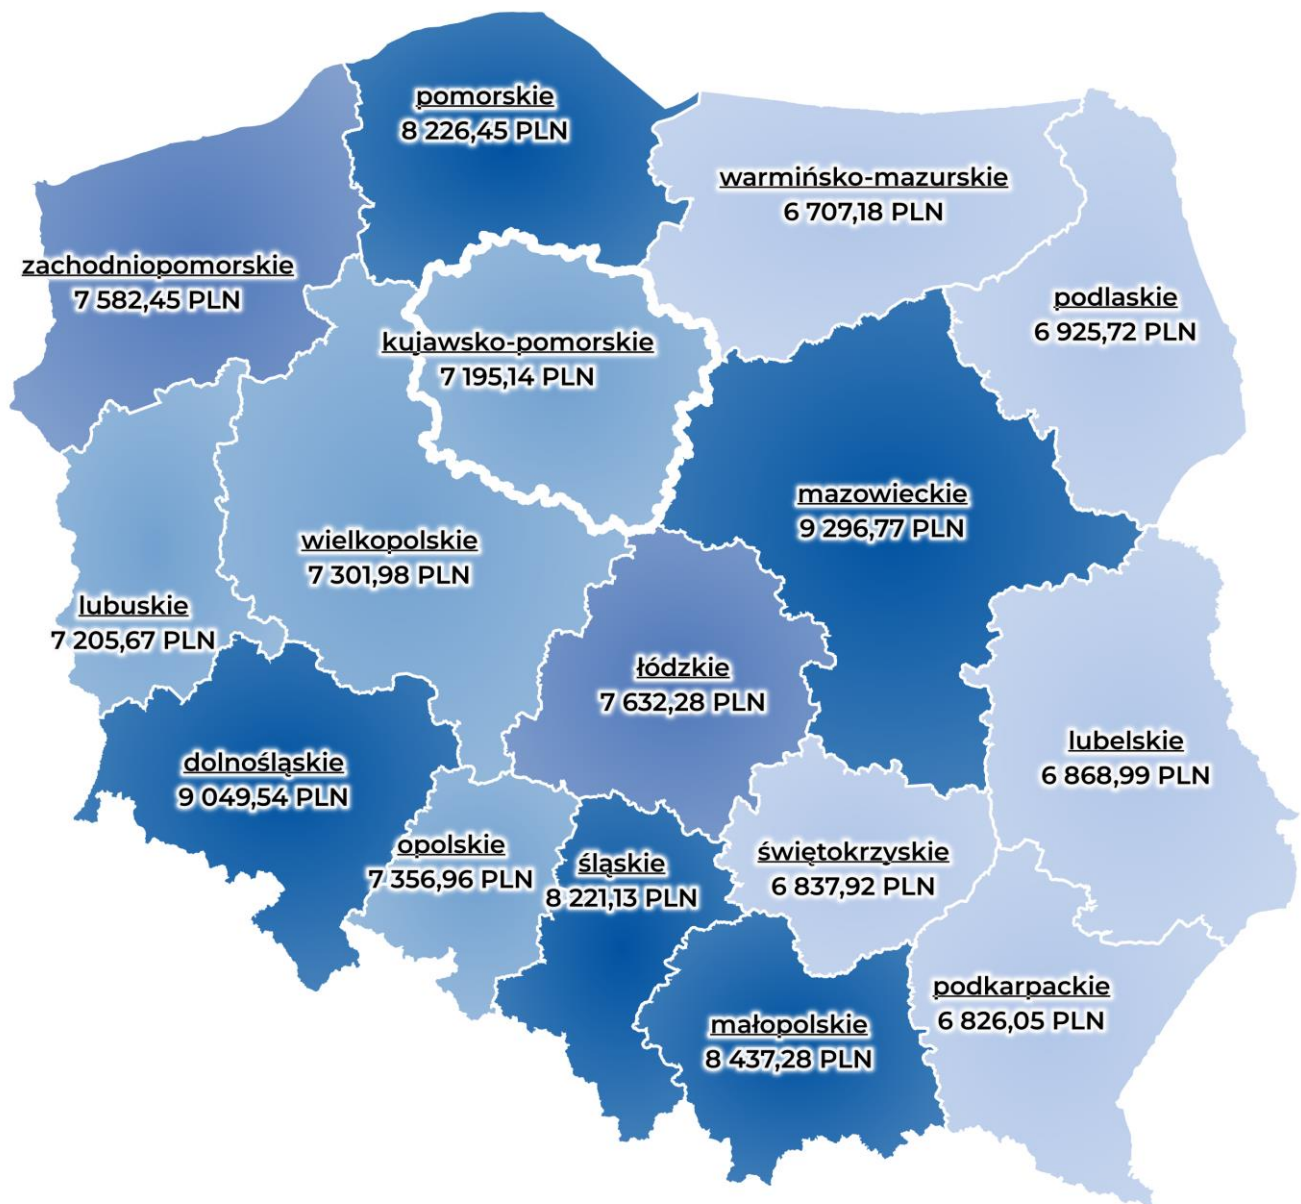 pomorskie
8 226,45 PLN
warmińsko-mazurskie
6 707,18 PLN
zachodniopomorskie
7 582,45 PLN
podlaskie
6 925,72 PLN
kujawsko-pomorskie
7 195,14 PLN
mazowieckie
9 296,77 PLN
wielkopolskie
7 301,98 PLN
lubuskie
7 205,67 PLN
łódzkie
7 632,28 PLN
lubelskie
6 868,99 PLN
dolnośląskie
9 049,54 PLN
opolskie
7 356,96 PLN
śląskie
8 221,13 PLN
świętokrzyskie
6 837,92 PLN
podkarpackie
6 826,05 PLN
małopolskie
8 437,28 PLN